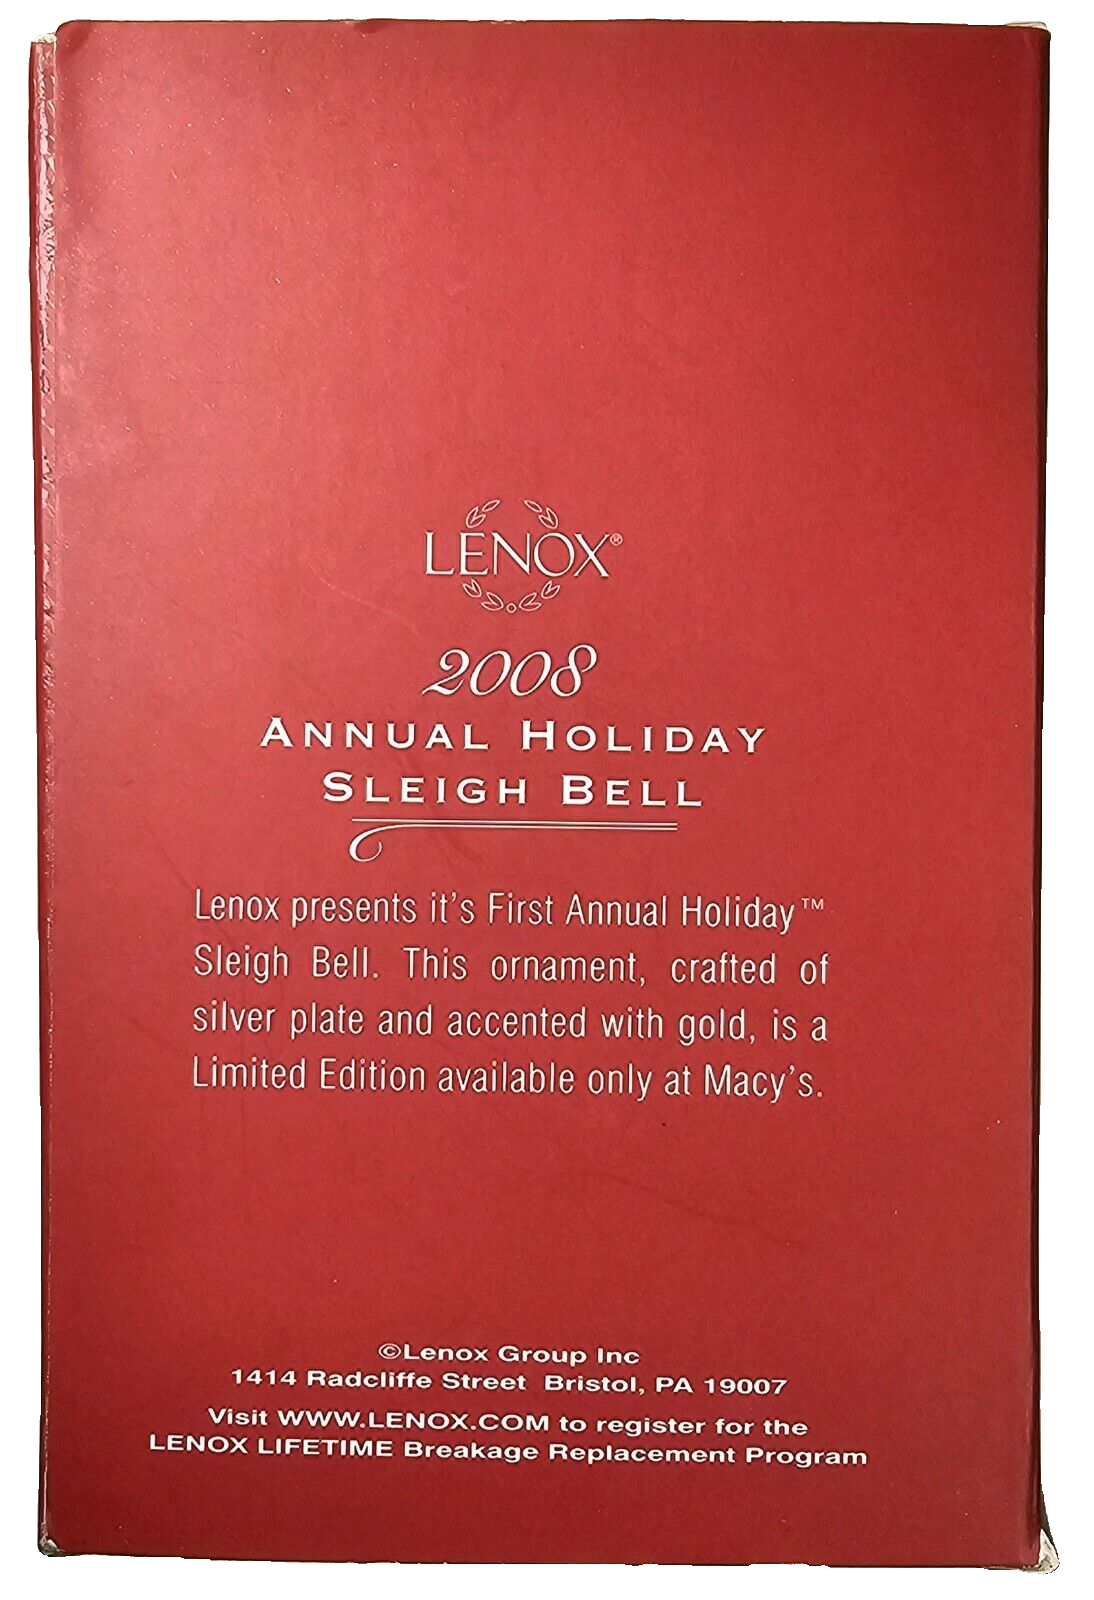 LENOX®
2008
ANNUAL HOLIDAY
SLEIGH BELL
Lenox presents it's First Annual Holiday™
Sleigh Bell. This ornament, crafted of
silver plate and accented with gold, is a
Limited Edition available only at Macy's.
©Lenox Group Inc
1414 Radcliffe Street Bristol, PA 19007
Visit WWW.LENOX.COM to register for the
LENOX LIFETIME Breakage Replacement Program